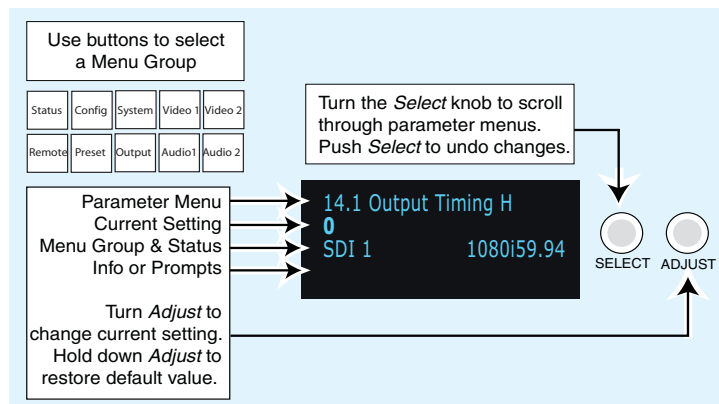 Use buttons to select
a Menu Group
Status Config System Video 1 Video 2
Remote Preset Output Audio1 Audio 2
Turn the Select knob to scroll
through parameter menus.
Push Select to undo changes.
Parameter Menu
Current Setting
Menu Group & Status
Info or Prompts
Turn Adjust to
change current setting.
Hold down Adjust to
restore default value.
14.1 Output Timing H
0
SDI 1 1080i59.94
SELECT ADJUST